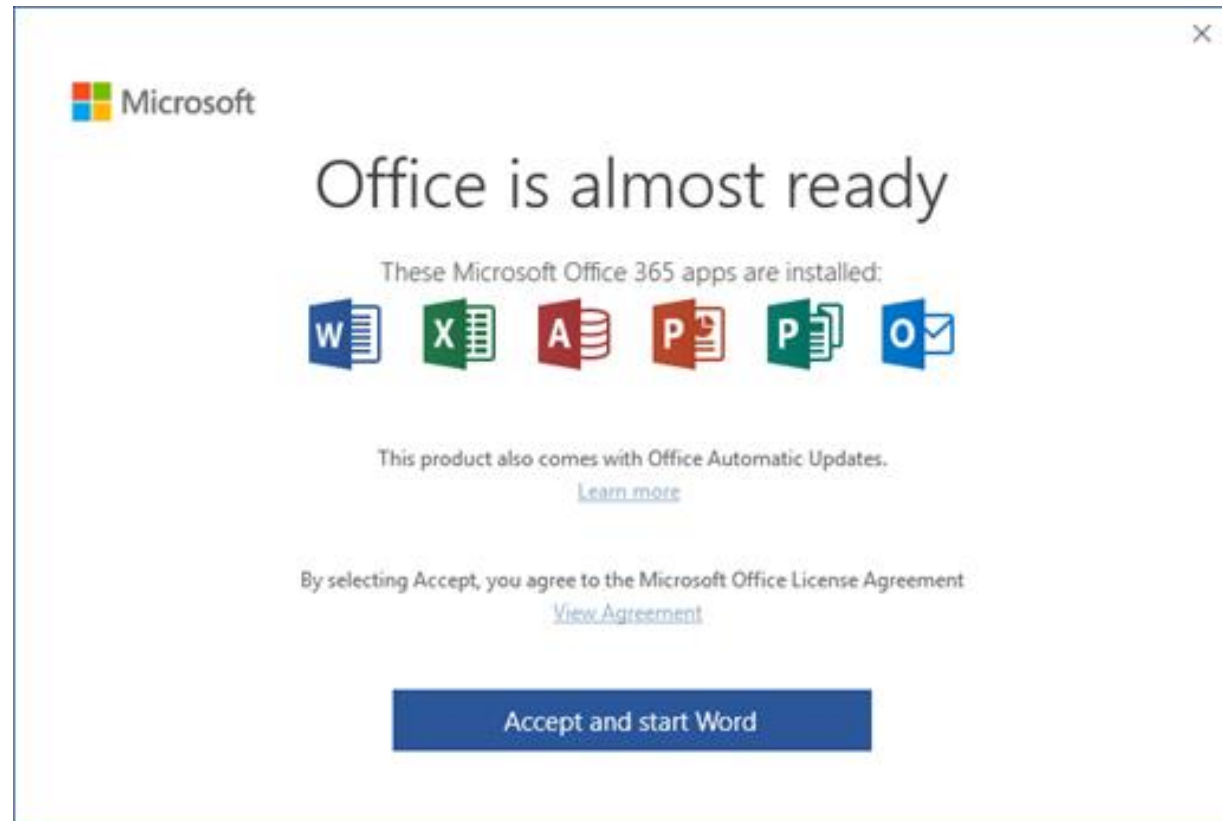 Microsoft
Office is almost ready
These Microsoft Office 365 apps are installed:
W X A P P O
This product also comes with Office Automatic Updates.
Learn more
By selecting Accept, you agree to the Microsoft Office License Agreement
View Agreement
Accept and start Word